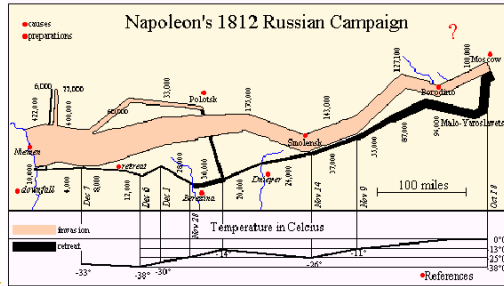 Napoleon's 1812 Russian Campaign
causes
preparations
?
Moscow
6,000
22,000
422,000
400,000
60,000
33,000
Polotsk
175,000
145,000
127,100
100,000
Borodino
Malo-Yaroslavets
Smolensk
Niemen
retreat
downfall
10,000
4,000
8,000
12,000
28,000
50,000
20,000
24,000
37,000
55,000
87,000
Berezina
Dnieper
100 miles
Dec 7
Dec 6
Dec 1
Nov 28
Nov 14
Nov 9
Oct 18
invasion
retreat
Temperature in Celcius
-33°
-38°
-30°
-14°
-26°
-11°
0°C
-13°C
-25°C
-38°C
References